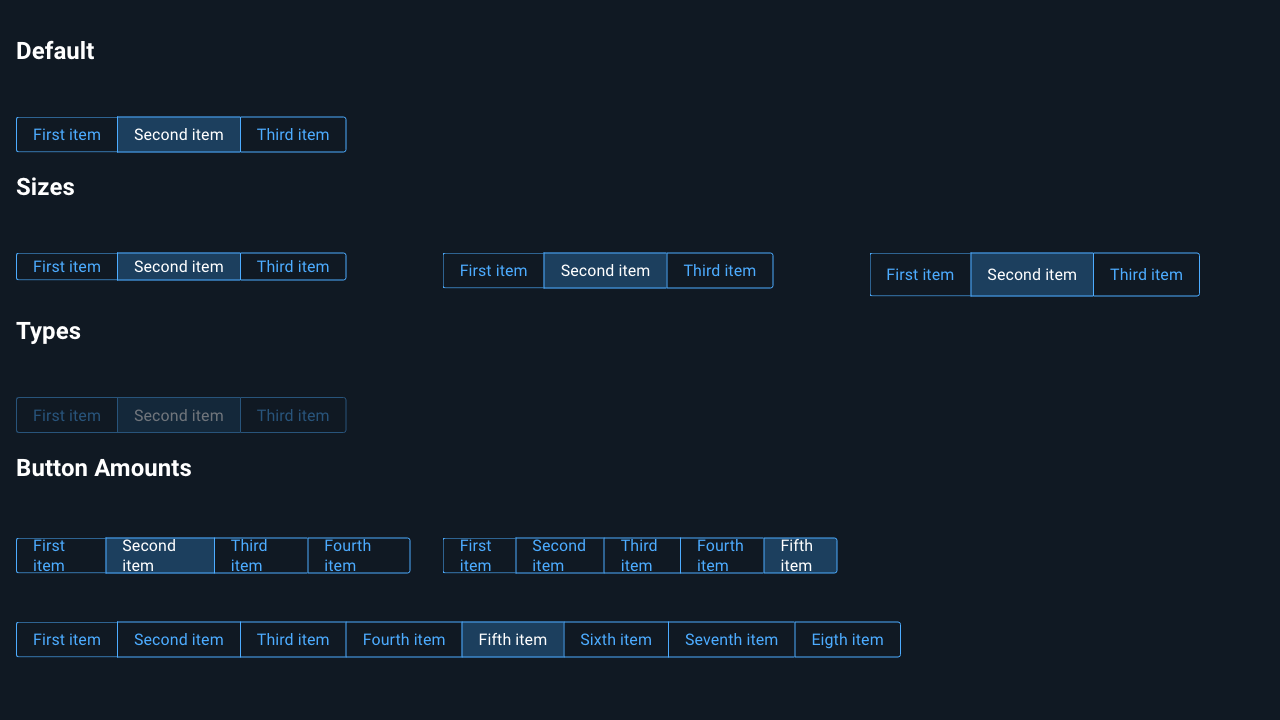 Default
First item Second item Third item
Sizes
First item Second item Third item First item Second item Third item First item Second item Third item
Types
First item Second item Third item
Button Amounts
First Second Third Fourth First Second Third Fourth Fifth
item item item item item item item item item
First item Second item Third item Fourth item Fifth item Sixth item Seventh item Eigth item